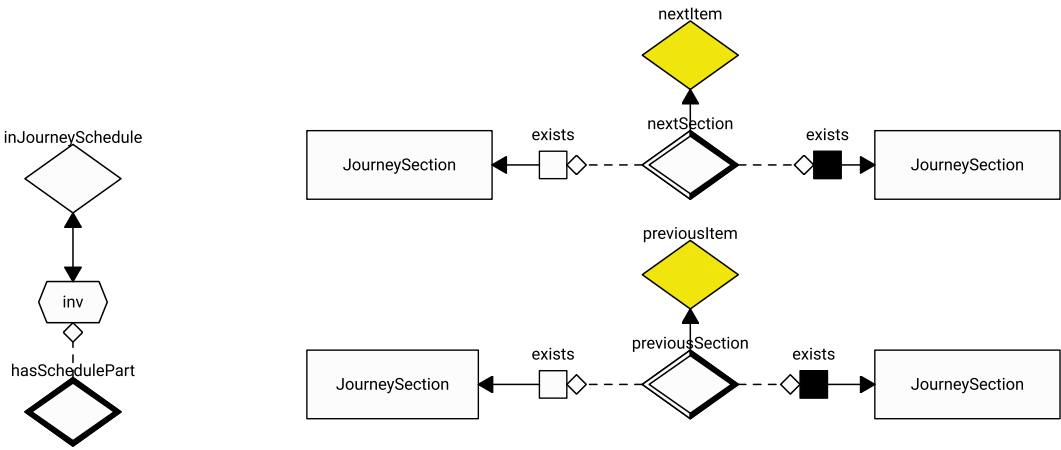 nextItem
inJourneySchedule
exists
nextSection
exists
JourneySection
JourneySection
previousItem
inv
exists
previousSection
exists
hasSchedulePart
JourneySection
JourneySection